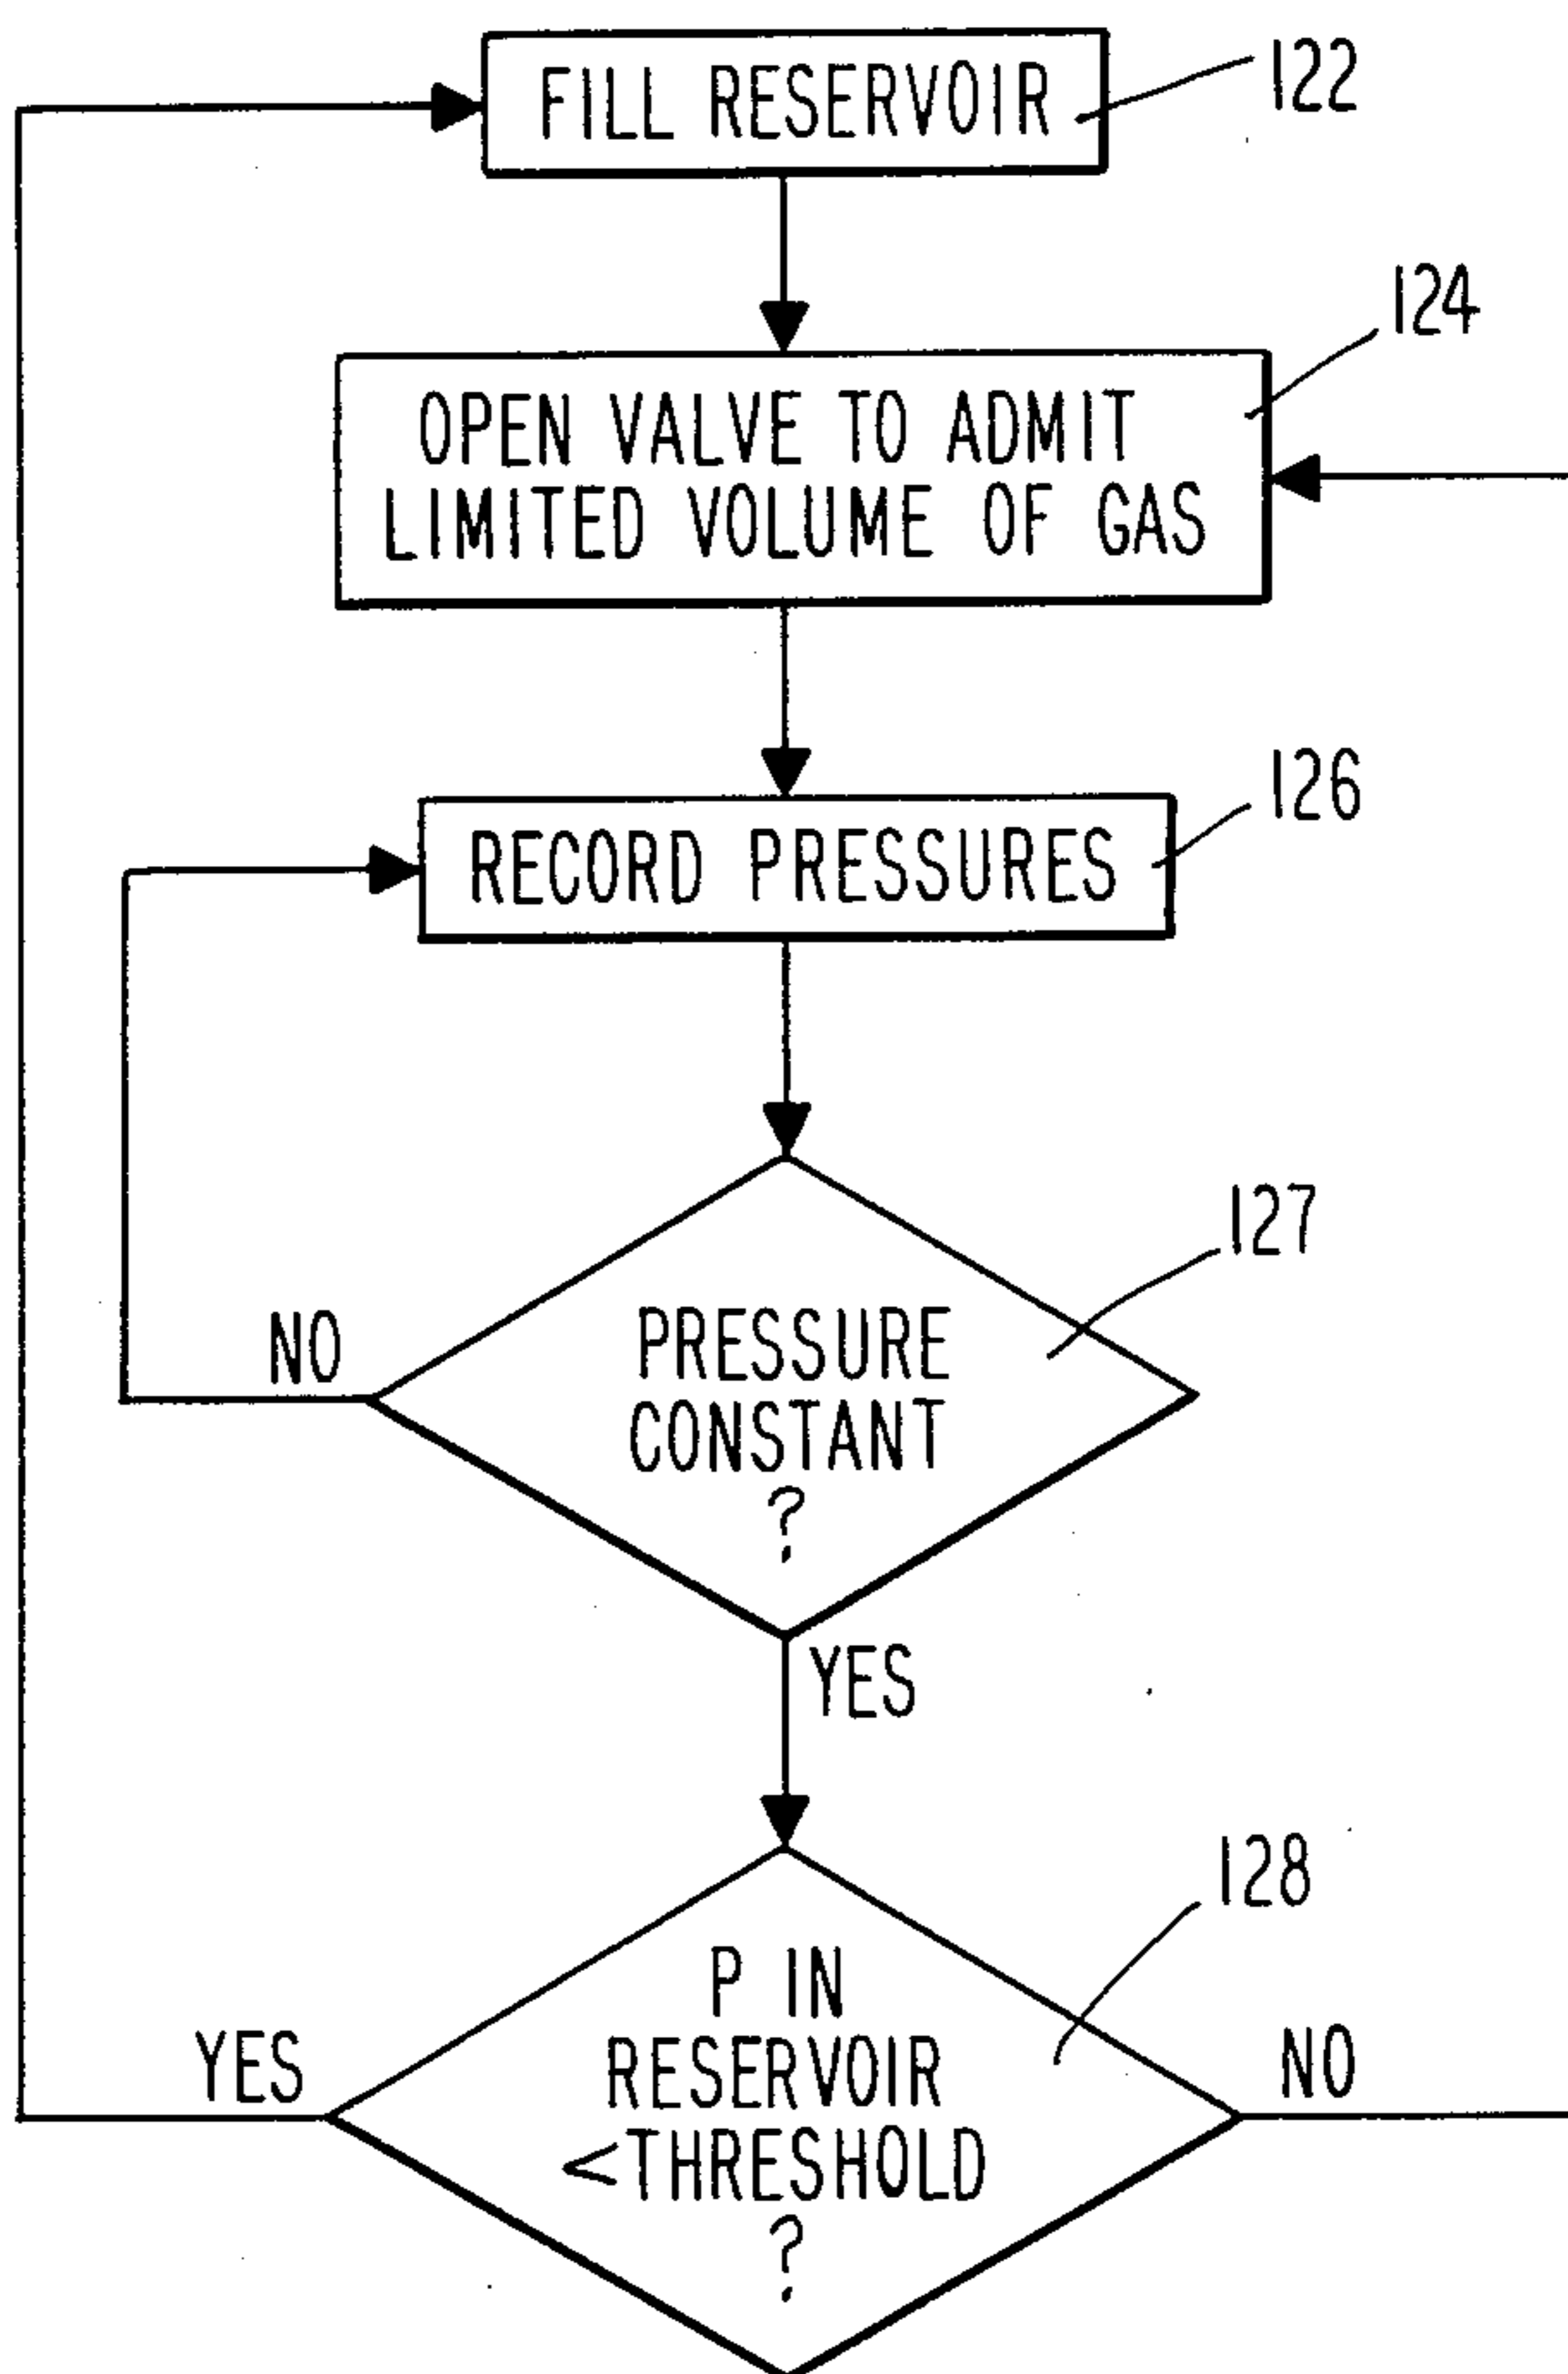 FILL RESERVOIR
122
124
OPEN VALVE TO ADMIT
LIMITED VOLUME OF GAS
126
RECORD PRESSURES
127
PRESSURE
CONSTANT
?
NO
YES
128
P IN
RESERVOIR
<THRESHOLD
?
YES
NO